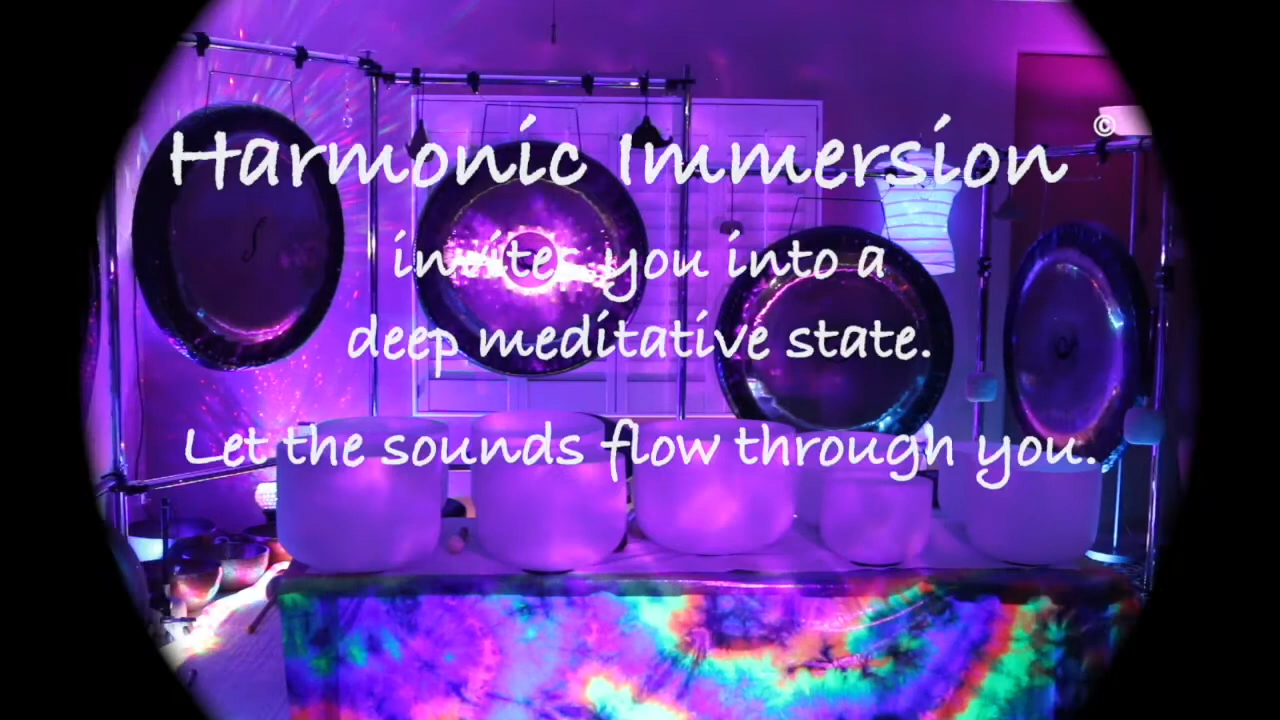 Harmonic Immersion ©
invites you into a
deep meditative state.
Let the sounds flow through you.